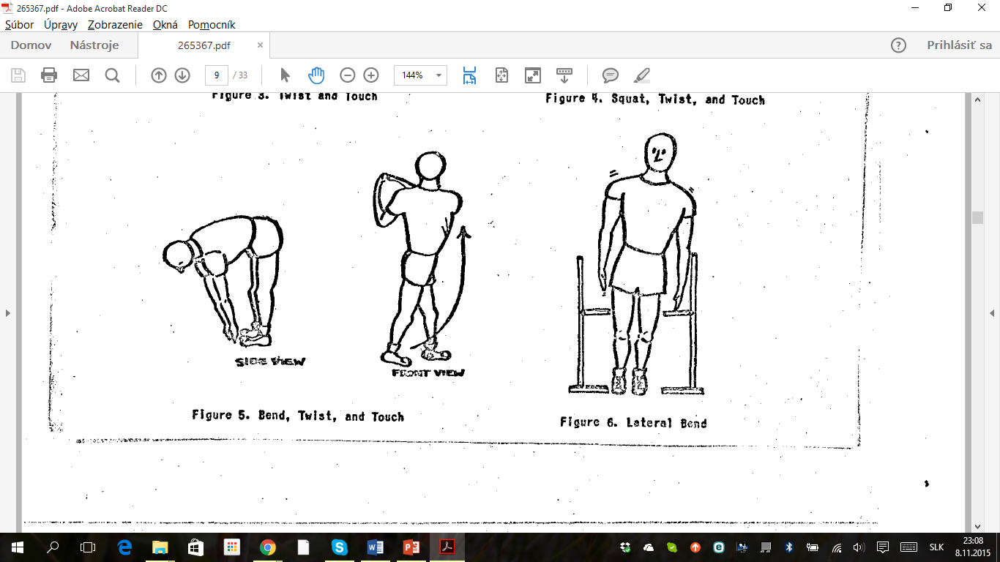 265367.pdf - Adobe Acrobat Reader DC
Súbor Úpravy Zobrazenie Okná Pomocník
Domov Nástroje 265367.pdf × ? Prihlásiť sa
9 / 33 144%
Figure 3. Twist and Touch
Figure 4. Squat, Twist, and Touch
SIDE VIEW
FRONT VIEW
Figure 5. Bend, Twist, and Touch
Figure 6. Lateral Bend
SLK
23:08
8.11.2015